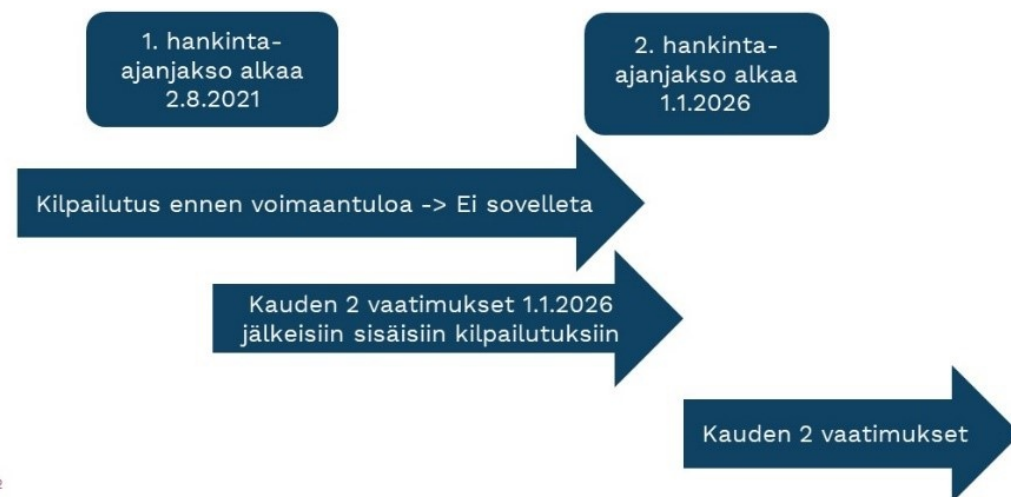 1. hankinta-
ajanjakso alkaa
2.8.2021
2. hankinta-
ajanjakso alkaa
1.1.2026
Kilpailutus ennen voimaantuloa -> Ei sovelleta
Kauden 2 vaatimukset 1.1.2026
jälkeisiin sisäisiin kilpailutuksiin
Kauden 2 vaatimukset